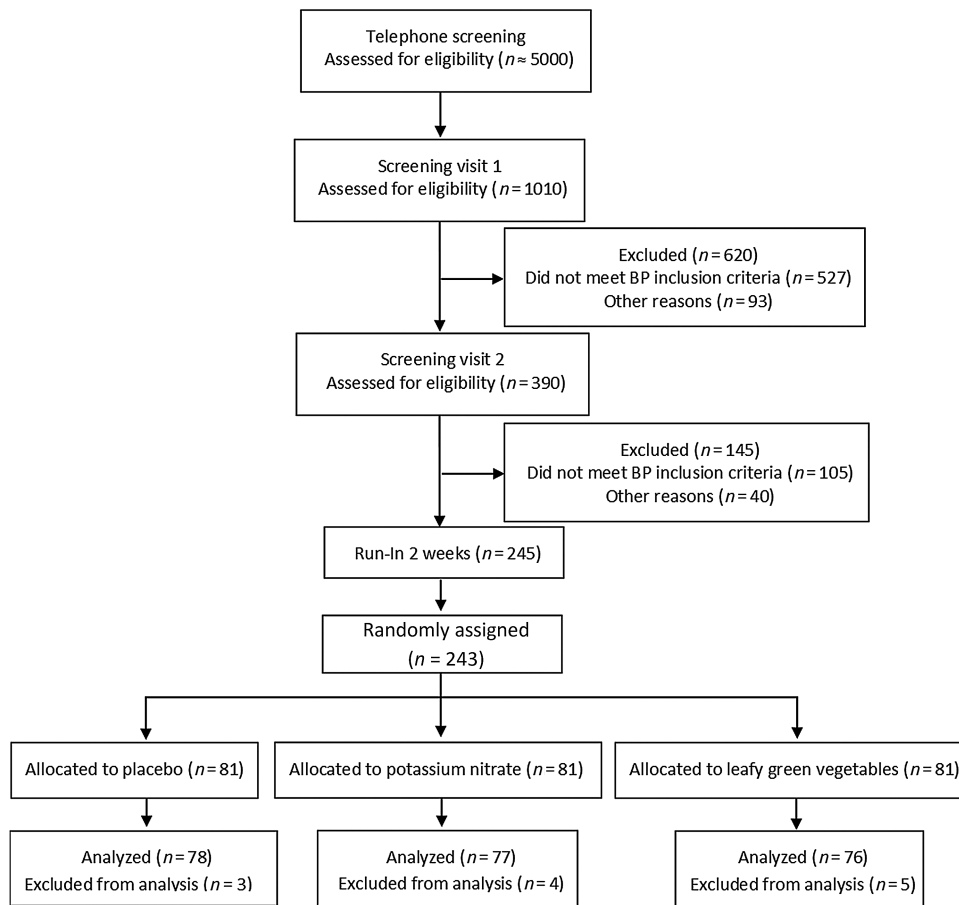 Telephone screening
Assessed for eligibility (n ≈ 5000)
Screening visit 1
Assessed for eligibility (n = 1010)
Excluded (n = 620)
Did not meet BP inclusion criteria (n = 527)
Other reasons (n = 93)
Screening visit 2
Assessed for eligibility (n = 390)
Excluded (n = 145)
Did not meet BP inclusion criteria (n = 105)
Other reasons (n = 40)
Run-In 2 weeks (n = 245)
Randomly assigned
(n = 243)
Allocated to placebo (n = 81)
Allocated to potassium nitrate (n = 81)
Allocated to leafy green vegetables (n = 81)
Analyzed (n = 78)
Excluded from analysis (n = 3)
Analyzed (n = 77)
Excluded from analysis (n = 4)
Analyzed (n = 76)
Excluded from analysis (n = 5)